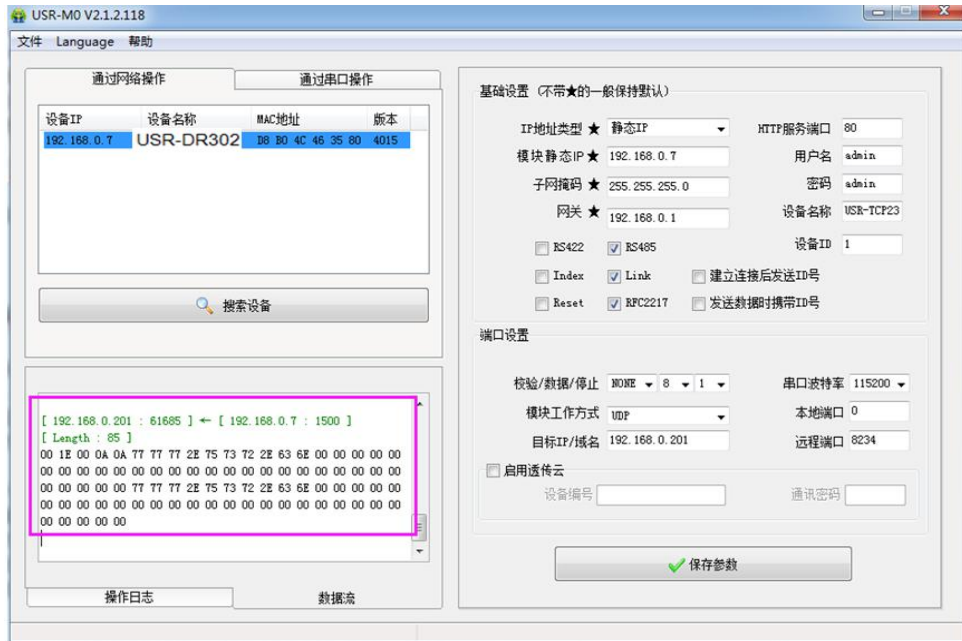 USR-M0 V2.1.2.118
文件 Language 帮助
通过网络操作 通过串口操作
设备IP 设备名称 MAC地址 版本
192.168.0.7 USR-DR302 D8 B0 4C 46 35 80 4015
搜索设备
[ 192.168.0.201 : 61685 ] ← [ 192.168.0.7 : 1500 ]
[ Length : 85 ]
00 1E 00 0A 0A 77 77 77 2E 75 73 72 2E 63 6E 00 00 00 00 00
00 00 00 00 00 00 00 00 00 00 00 00 00 00 00 00 00 00 00 00
00 00 00 00 00 77 77 77 2E 75 73 72 2E 63 6E 00 00 00 00 00
00 00 00 00 00 00 00 00 00 00 00 00 00 00 00 00 00 00 00 00
00 00 00 00 00
操作日志 数据流
基础设置 (不带★的一般保持默认)
IP地址类型 ★ 静态IP HTTP服务端口 80
模块静态IP★ 192.168.0.7 用户名 admin
子网掩码 ★ 255.255.255.0 密码 admin
网关 ★ 192.168.0.1 设备名称 USR-TCP23
RS422 RS485 设备ID 1
Index Link 建立连接后发送ID号
Reset RFC2217 发送数据时携带ID号
端口设置
校验/数据/停止 NONE 8 1 串口波特率 115200
模块工作方式 UDP 本地端口 0
目标IP/域名 192.168.0.201 远程端口 8234
启用透传云
设备编号 通讯密码
保存参数